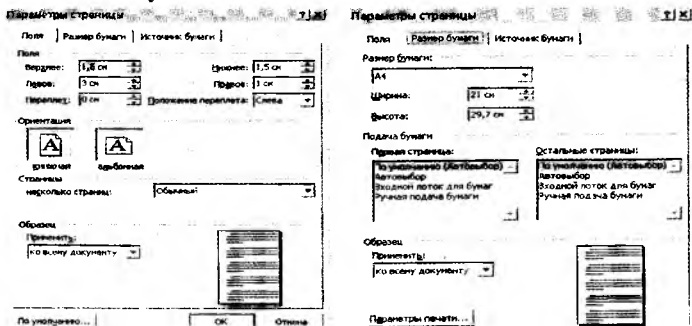 Параметры страницы
Поля Размер бумаги Источник бумаги
Поля
Верхнее: 1,5 см Нижнее: 1,5 см
Левое: 3 см Правое: 1 см
Переплет: 0 см Положение переплета: Слева
Ориентация
книжная альбомная
Страницы
несколько страниц: Обычный
Образец
Применить:
ко всему документу
По умолчанию... ОК Отмена
Параметры страницы
Поля Размер бумаги Источник бумаги
Размер бумаги:
А4
Ширина: 21 см
Высота: 29,7 см
Подача бумаги
Первая страница: Остальные страницы:
По умолчанию (Автовыбор) По умолчанию (Автовыбор)
Автовыбор Автовыбор
Входной лоток для бумаг Входной лоток для бумаг
Ручная подача бумаги Ручная подача бумаги
Образец
Применить:
ко всему документу
Параметры печати...